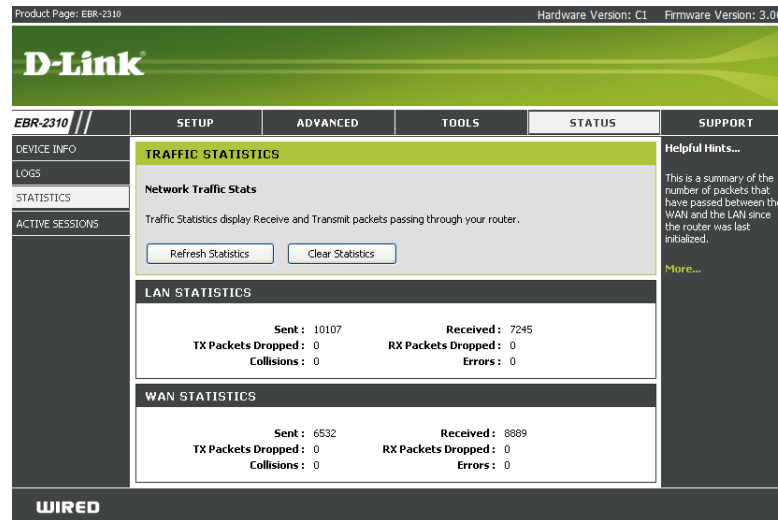 Product Page: EBR-2310 Hardware Version: C1 Firmware Version: 3.0
D-Link
EBR-2310 SETUP ADVANCED TOOLS STATUS SUPPORT
DEVICE INFO
LOGS
STATISTICS
ACTIVE SESSIONS
TRAFFIC STATISTICS
Network Traffic Stats
Traffic Statistics display Receive and Transmit packets passing through your router.
Refresh Statistics Clear Statistics
LAN STATISTICS
Sent : 10107 Received : 7245
TX Packets Dropped : 0 RX Packets Dropped : 0
Collisions : 0 Errors : 0
WAN STATISTICS
Sent : 6532 Received : 8889
TX Packets Dropped : 0 RX Packets Dropped : 0
Collisions : 0 Errors : 0
Helpful Hints...
This is a summary of the
number of packets that
have passed between the
WAN and the LAN since
the router was last
initialized.
More...
WIRED